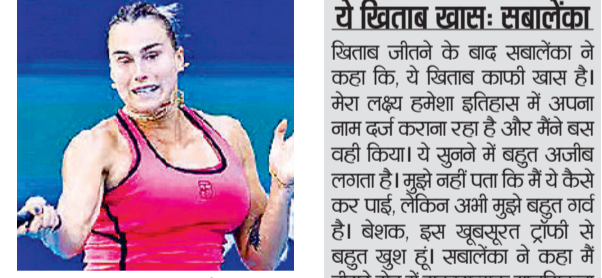 ये खिताब खासः सबालेंका
खिताब जीतने के बाद सबालेंका ने
कहा कि, ये खिताब काफी खास है।
मेरा लक्ष्य हमेशा इतिहास में अपना
नाम दर्ज कराना रहा है और मैंने बस
वही किया। ये सुनने में बहुत अजीब
लगता है। मुझे नहीं पता कि मैं ये कैसे
कर पाई, लेकिन अभी मुझे बहुत गर्व
है। बेशक, इस खूबसूरत ट्रॉफी से
बहुत खुश हूं। सबालेंका ने कहा मैं